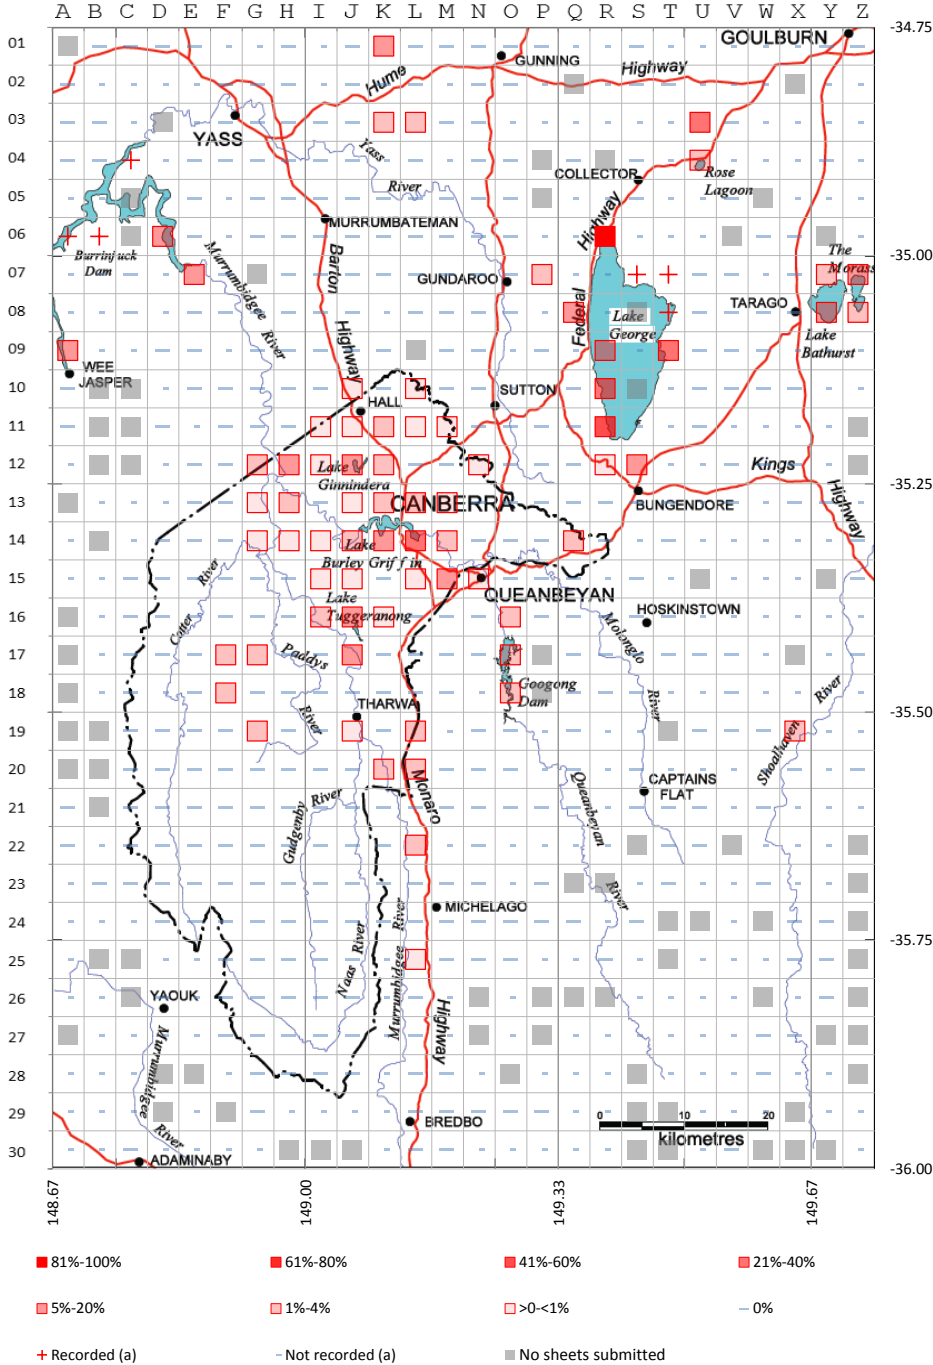 A B C D E F G H I J K L M N O P Q R S T U V W X Y Z
-34.75
01
GOULBURN
GUNNING
02
Hume
Highway
03
YASS
Yass
04
COLLECTOR
Rose
05
River
Lagoon
MURRUMBATEMAN
06
Highway
Burrinjuck
Dam
Murrumbidgee
Barton
The
Morass
-35.00
07
GUNDAROO
TARAGO
08
River
Federal
Lake
George
Lake
Bathurst
Highway
09
WEE
JASPER
10
SUTTON
HALL
11
12
Lake
Ginninderra
Kings
-35.25
13
CANBERRA
BUNGENDORE
Highway
14
Lake
Burley Griffin
15
River
QUEANBEYAN
Lake
Tuggeranong
HOSKINSTOWN
16
Cotter
Molonglo
17
Paddys
Googong
Dam
18
THARWA
River
River
River
-35.50
19
Shoalhaven
20
Monaro
CAPTAINS
FLAT
21
Gudgenby River
Queanbeyan
22
23
River
24
MICHELAGO
River
River
-35.75
25
Naas
Murrumbidgee
26
YAOUK
Highway
27
Murrumbidgee
28
29
River
BREDBO
0 10 20
kilometres
30
ADAMINABY
-36.00
148.67
149.00
149.33
149.67
81%-100%
61%-80%
41%-60%
21%-40%
5%-20%
1%-4%
>0-<1%
0%
Recorded (a)
Not recorded (a)
No sheets submitted